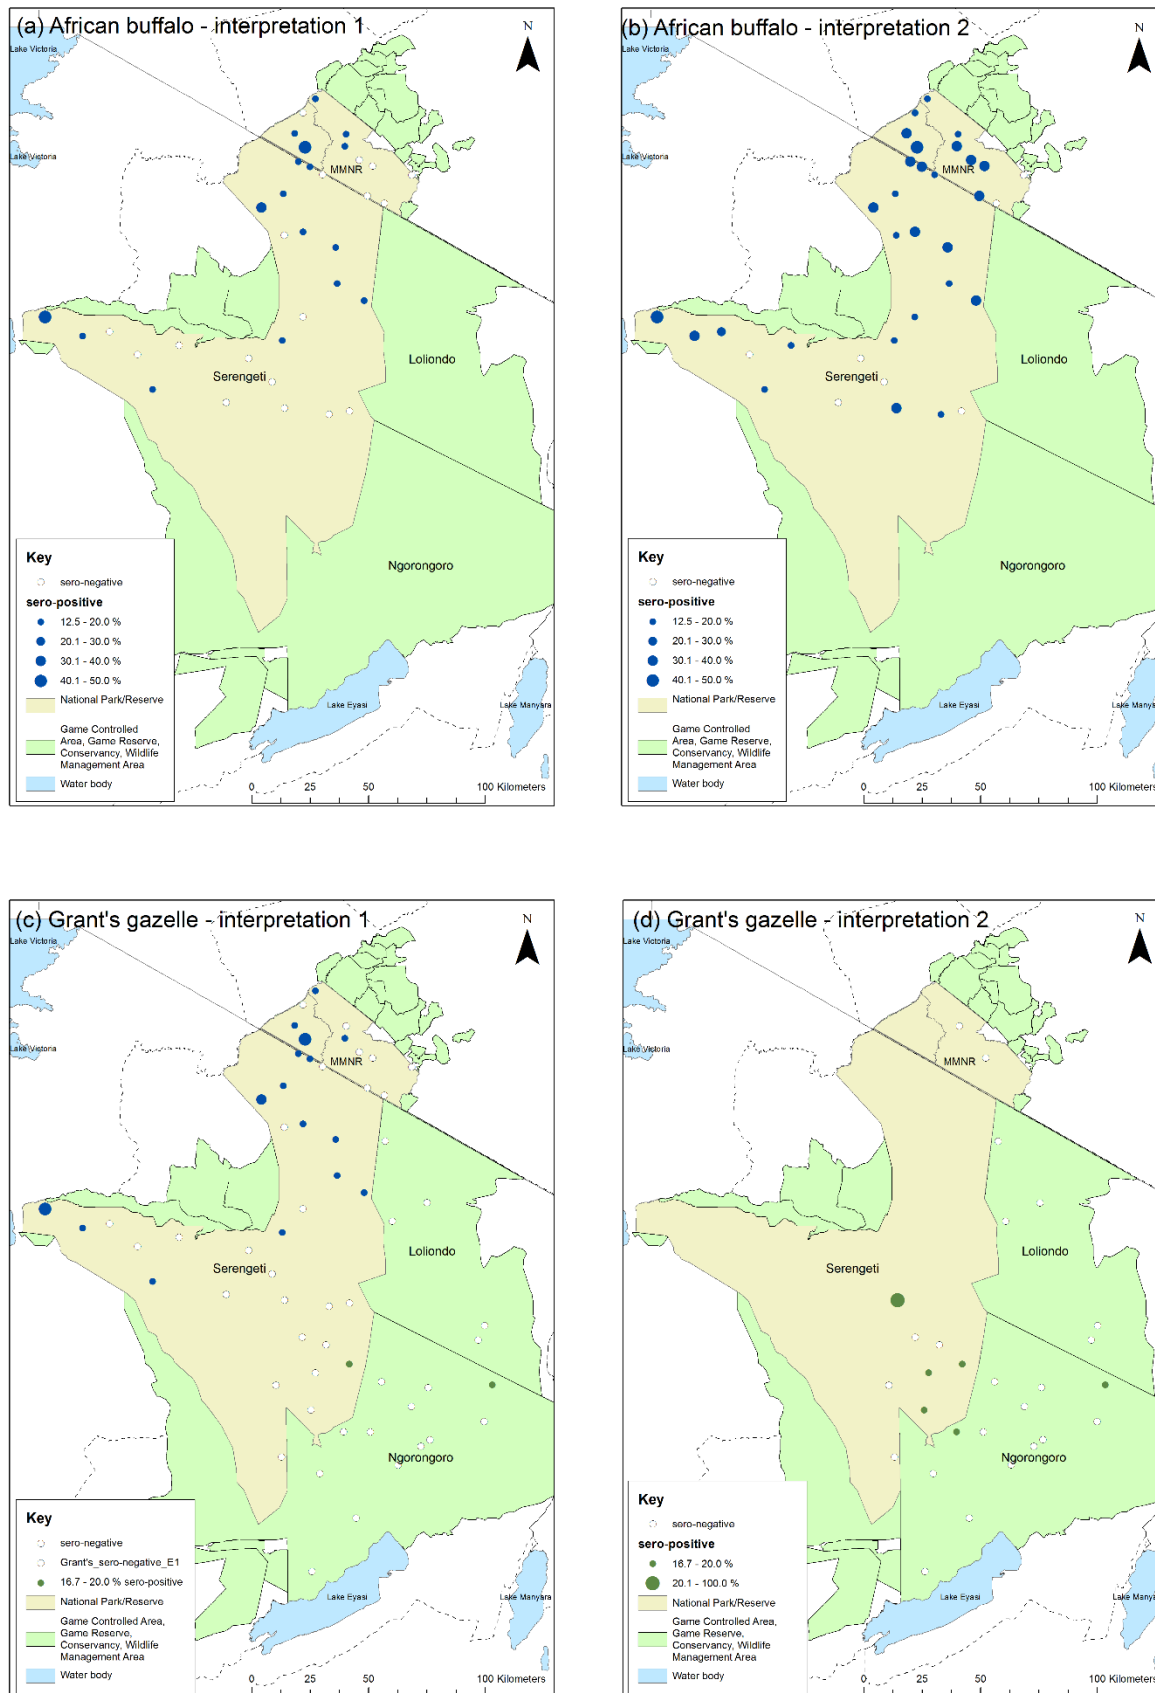 (a) African buffalo - interpretation 1
N
Lake Victoria
Lake Victoria
MMNR
Loliondo
Serengeti
Ngorongoro
Key
sero-negative
sero-positive
12.5 - 20.0 %
20.1 - 30.0 %
30.1 - 40.0 %
40.1 - 50.0 %
National Park/Reserve
Game Controlled
Area, Game Reserve,
Conservancy, Wildlife
Management Area
Water body
Lake Eyasi
Lake Manyara
0 25 50 100 Kilometers
(b) African buffalo - interpretation 2
N
Lake Victoria
Lake Victoria
MMNR
Loliondo
Serengeti
Ngorongoro
Key
sero-negative
sero-positive
12.5 - 20.0 %
20.1 - 30.0 %
30.1 - 40.0 %
40.1 - 50.0 %
National Park/Reserve
Game Controlled
Area, Game Reserve,
Conservancy, Wildlife
Management Area
Water body
Lake Eyasi
Lake Manyara
0 25 50 100 Kilometers
(c) Grant's gazelle - interpretation 1
N
Lake Victoria
Lake Victoria
MMNR
Loliondo
Serengeti
Ngorongoro
Key
sero-negative
Grant's_sero-negative_E1
16.7 - 20.0 % sero-positive
National Park/Reserve
Game Controlled Area,
Game Reserve,
Conservancy, Wildlife
Management Area
Water body
Lake Eyasi
Lake Manyara
0 25 50 100 Kilometers
(d) Grant's gazelle - interpretation 2
N
Lake Victoria
Lake Victoria
MMNR
Loliondo
Serengeti
Ngorongoro
Key
sero-negative
sero-positive
16.7 - 20.0 %
20.1 - 100.0 %
National Park/Reserve
Game Controlled Area,
Game Reserve,
Conservancy, Wildlife
Management Area
Water body
Lake Eyasi
Lake Manyara
0 25 50 100 Kilometers